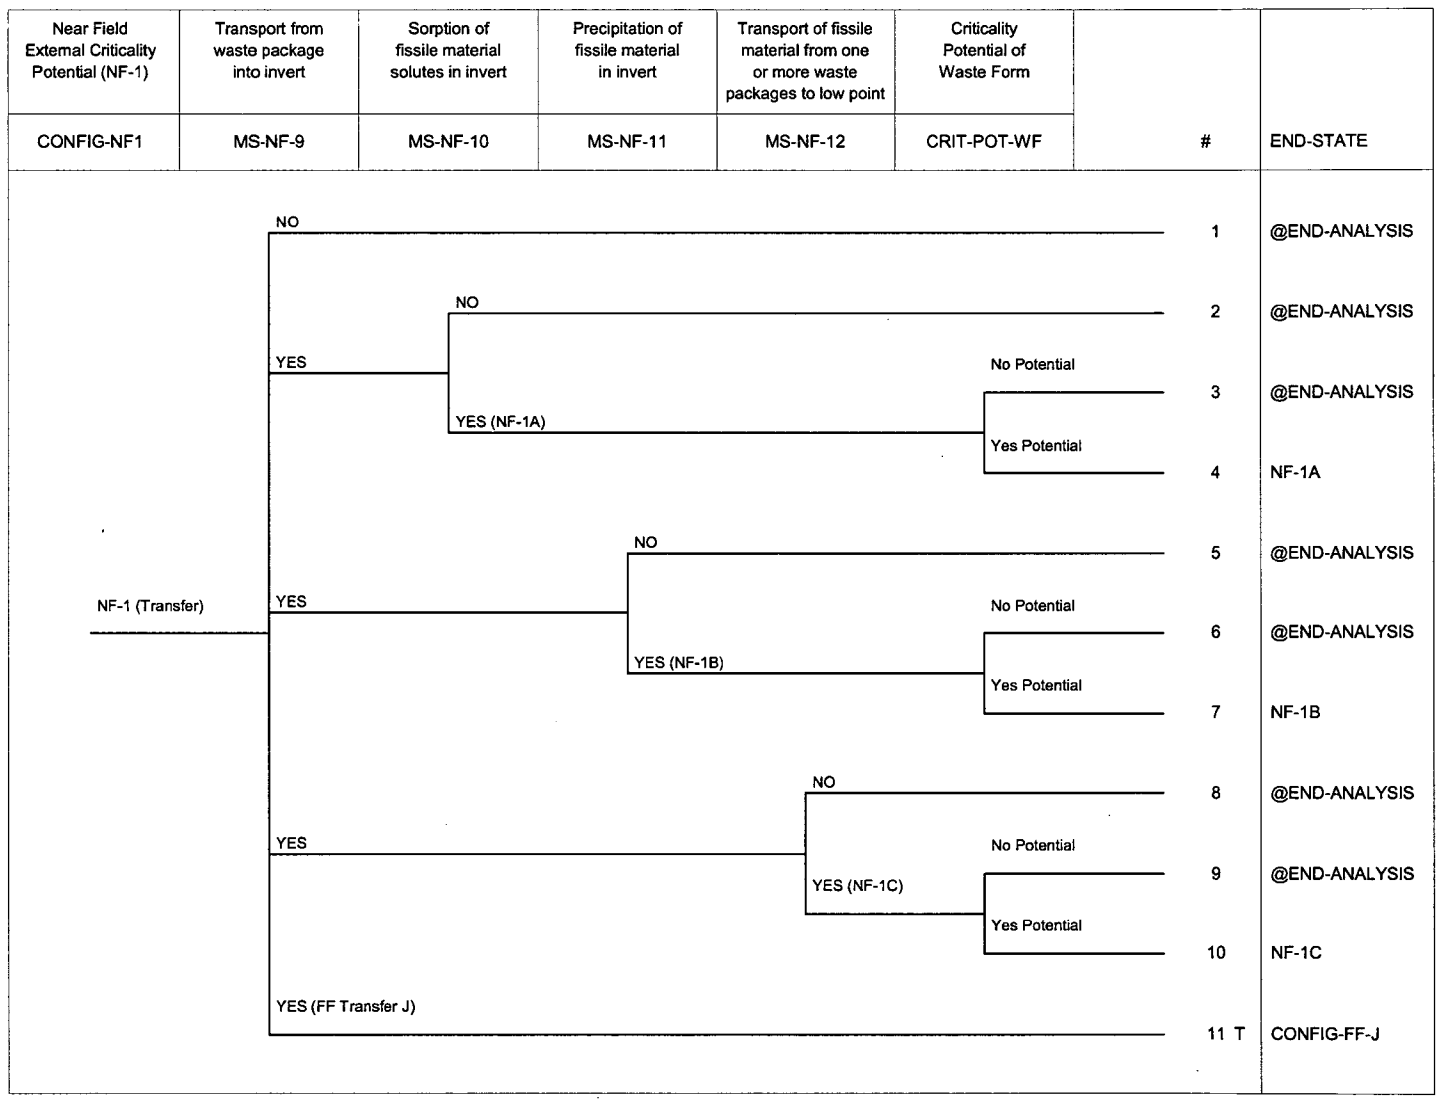 Near Field
External Criticality
Potential (NF-1)
Transport from
waste package
into invert
Sorption of
fissile material
solutes in invert
Precipitation of
fissile material
in invert
Transport of fissile
material from one
or more waste
packages to low point
Criticality
Potential of
Waste Form
CONFIG-NF1
MS-NF-9
MS-NF-10
MS-NF-11
MS-NF-12
CRIT-POT-WF
#
END-STATE
NO
1
@END-ANALYSIS
NO
2
@END-ANALYSIS
YES
No Potential
3
@END-ANALYSIS
YES (NF-1A)
Yes Potential
4
NF-1A
NO
5
@END-ANALYSIS
NF-1 (Transfer)
YES
No Potential
6
@END-ANALYSIS
YES (NF-1B)
Yes Potential
7
NF-1B
NO
8
@END-ANALYSIS
YES
No Potential
9
@END-ANALYSIS
YES (NF-1C)
Yes Potential
10
NF-1C
YES (FF Transfer J)
11 T
CONFIG-FF-J